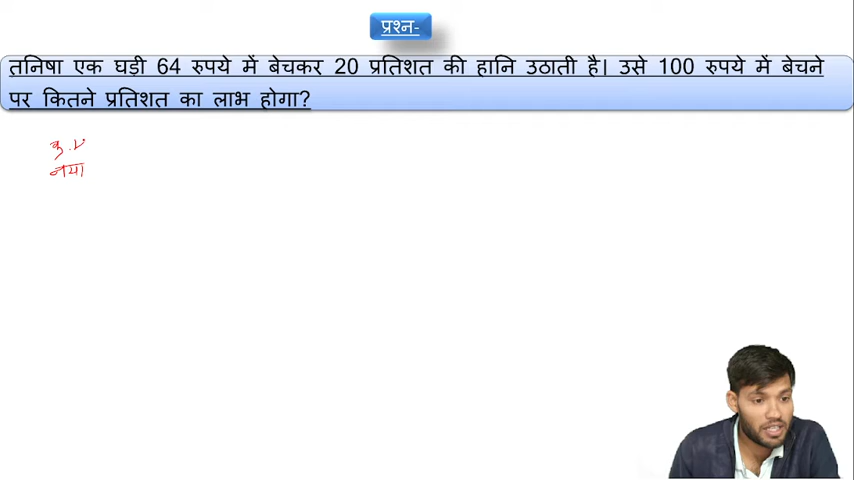 प्रश्न-
तनिषा एक घड़ी 64 रुपये में बेचकर 20 प्रतिशत की हानि उठाती है। उसे 100 रुपये में बेचने
पर कितने प्रतिशत का लाभ होगा?
नया